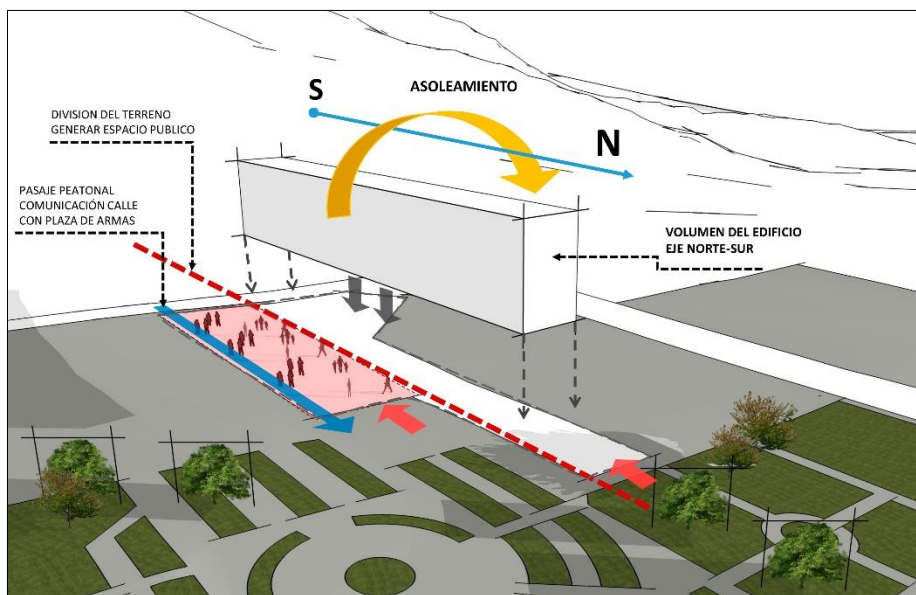 ASOLEAMIENTO
S
N
DIVISION DEL TERRENO
GENERAR ESPACIO PUBLICO
PASAJE PEATONAL
COMUNICACIÓN CALLE
CON PLAZA DE ARMAS
VOLUMEN DEL EDIFICIO
EJE NORTE-SUR